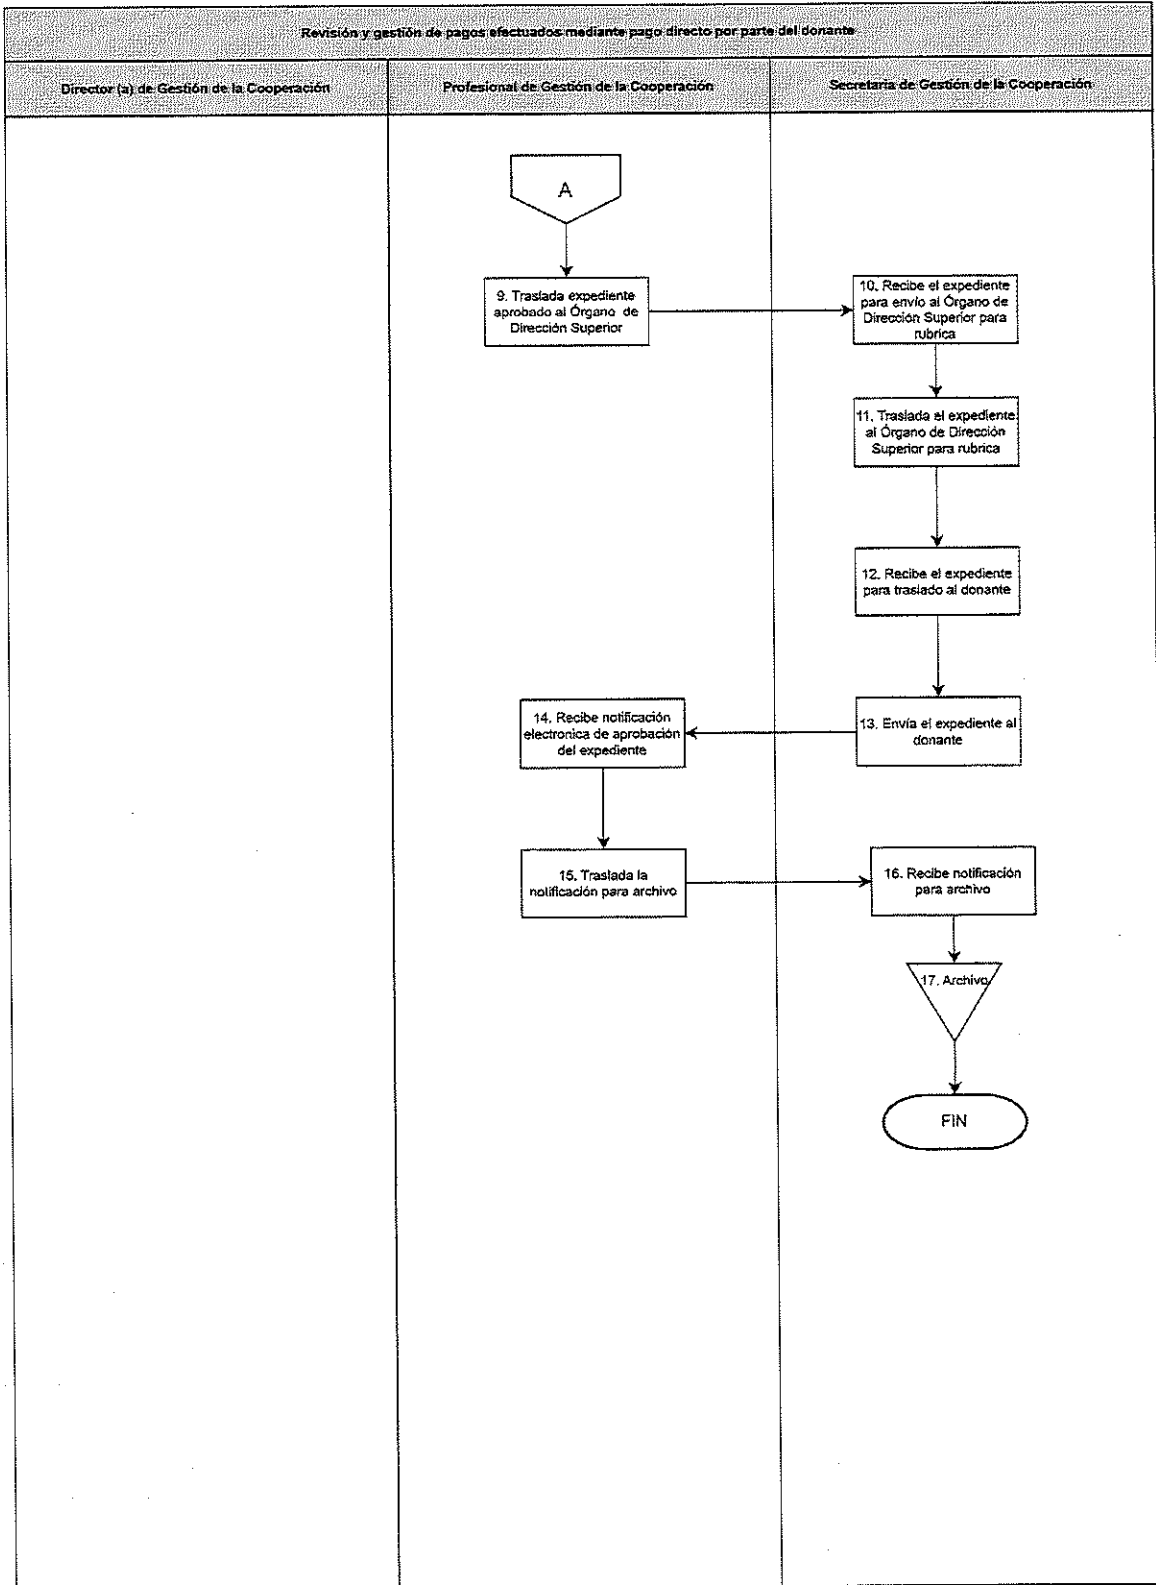 Revisión y gestión de pagos efectuados mediante pago directo por parte del donante
Director (a) de Gestión de la Cooperación
Profesional de Gestión de la Cooperación
Secretaria de Gestión de la Cooperación
A
9. Traslada expediente
aprobado al Órgano de
Dirección Superior
10. Recibe el expediente
para envío al Órgano de
Dirección Superior para
rubrica
11. Traslada el expediente
al Órgano de Dirección
Superior para rubrica
12. Recibe el expediente
para traslado al donante
13. Envía el expediente al
donante
14. Recibe notificación
electronica de aprobación
del expediente
15. Traslada la
notificación para archivo
16. Recibe notificación
para archivo
17. Archivo
FIN